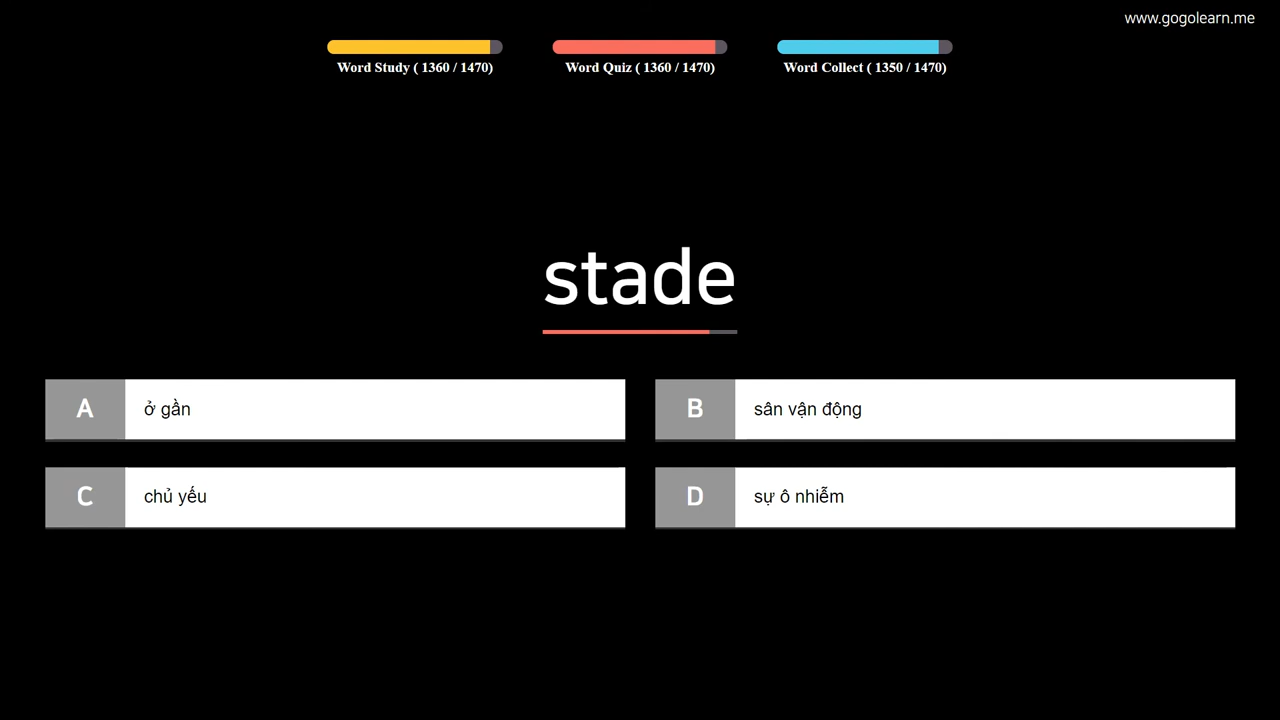 www.gogolearn.me
Word Study ( 1360 / 1470)
Word Quiz ( 1360 / 1470)
Word Collect ( 1350 / 1470)
stade
A ở gần
B sân vận động
C chủ yếu
D sự ô nhiễm